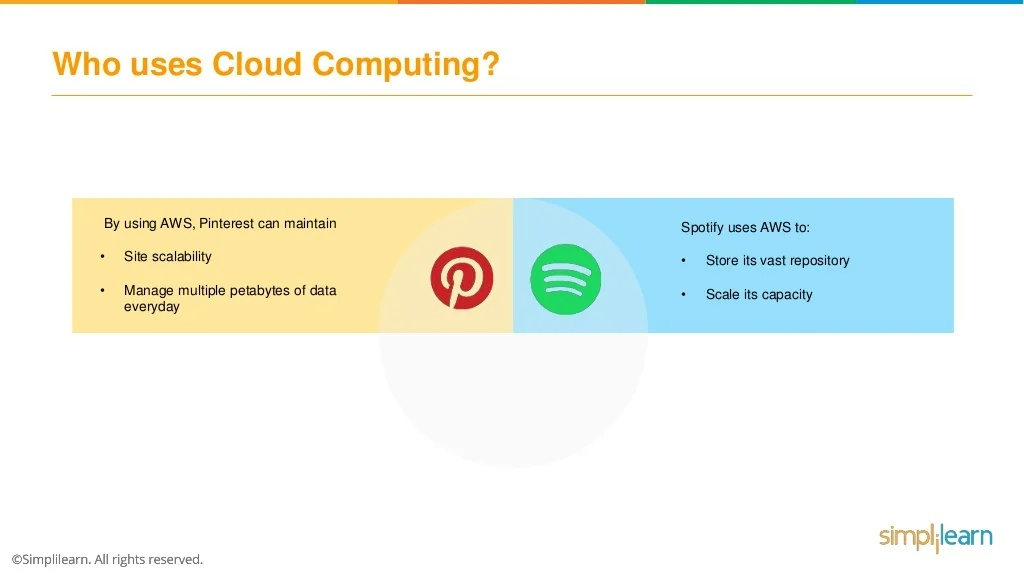 Who uses Cloud Computing?
By using AWS, Pinterest can maintain
• Site scalability
• Manage multiple petabytes of data
everyday
Spotify uses AWS to:
• Store its vast repository
• Scale its capacity
simplilearn
©Simplilearn. All rights reserved.